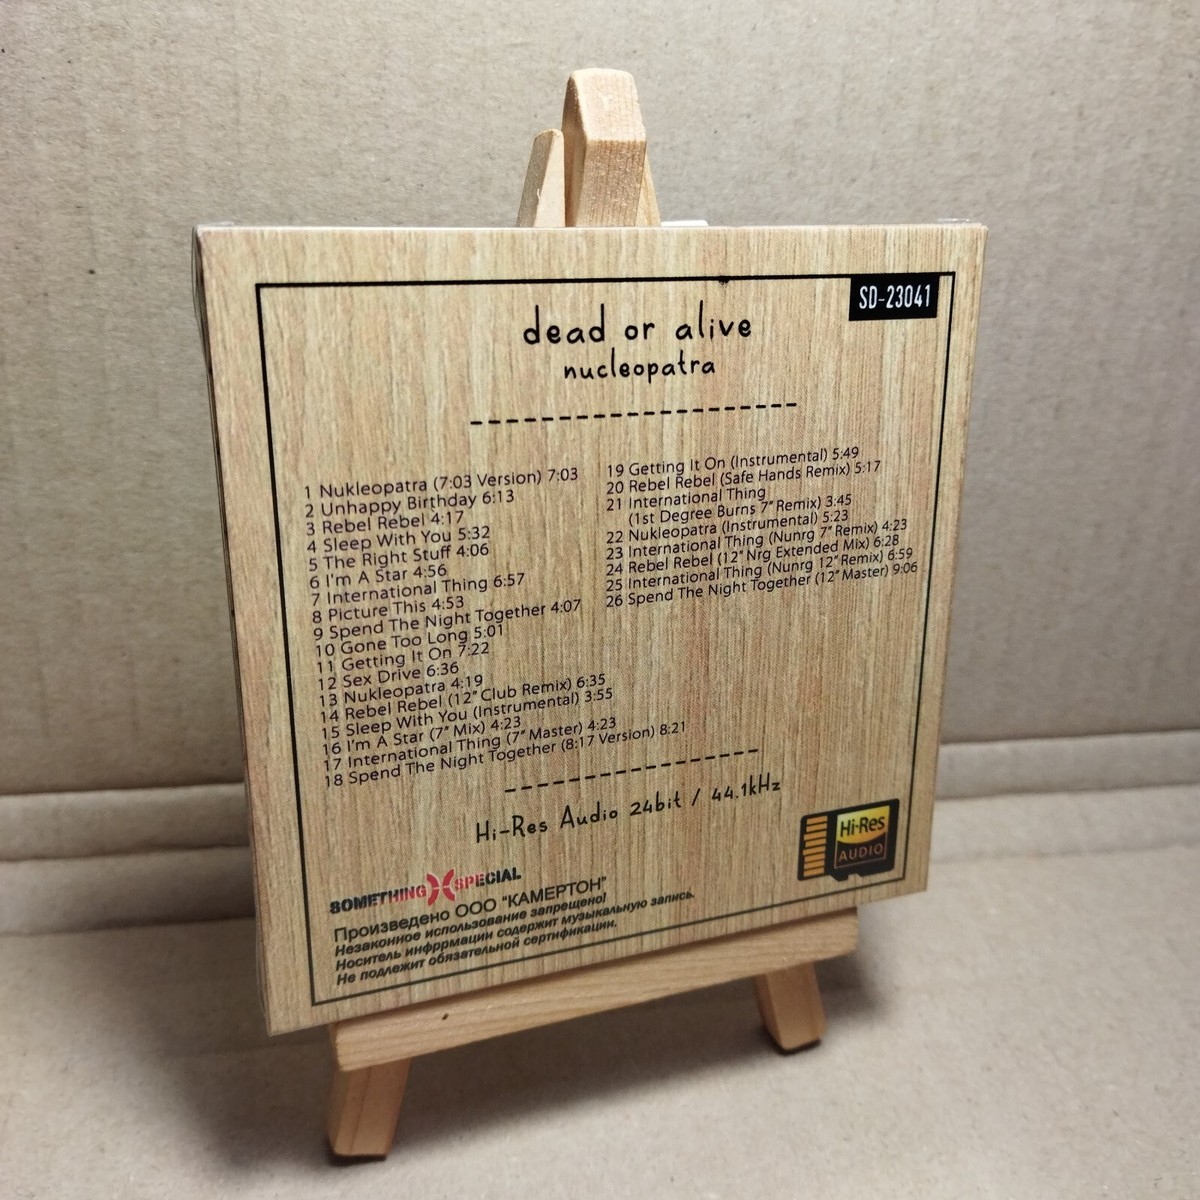 SD-23041
dead or alive
nucleopatra
1 Nukleopatra (7:03 Version) 7:03
2 Unhappy Birthday 6:13
3 Rebel Rebel 4:17
4 Sleep With You 5:32
5 The Right Stuff 4:06
6 I'm A Star 4:56
7 International Thing 6:57
8 Picture This 4:53
9 Spend The Night Together 4:07
10 Gone Too Long 5:01
11 Getting It On 7:22
12 Sex Drive 6:36
13 Nukleopatra 4:19
14 Rebel Rebel (12" Club Remix) 6:35
15 Sleep With You (Instrumental) 3:55
16 I'm A Star (7" Mix) 4:23
17 International Thing (7" Master) 4:23
18 Spend The Night Together (8:17 Version) 8:21
19 Getting It On (Instrumental) 5:49
20 Rebel Rebel (Safe Hands Remix) 5:17
21 International Thing
(1st Degree Burns 7" Remix) 3:45
22 Nukleopatra (Instrumental) 5:23
23 International Thing (Nunrg 7" Remix) 4:23
24 Rebel Rebel (12" Nrg Extended Mix) 6:28
25 International Thing (Nunrg 12" Remix) 6:59
26 Spend The Night Together (12" Master) 9:06
Hi-Res Audio 24bit / 44.1kHz
Hi-Res
AUDIO
SOMETHING SPECIAL
Произведено ООО "КАМЕРТОН"
Незаконное использование запрещено!
Носитель инфррмации содержит музыкальную запись.
Не подлежит обязательной сертификации.